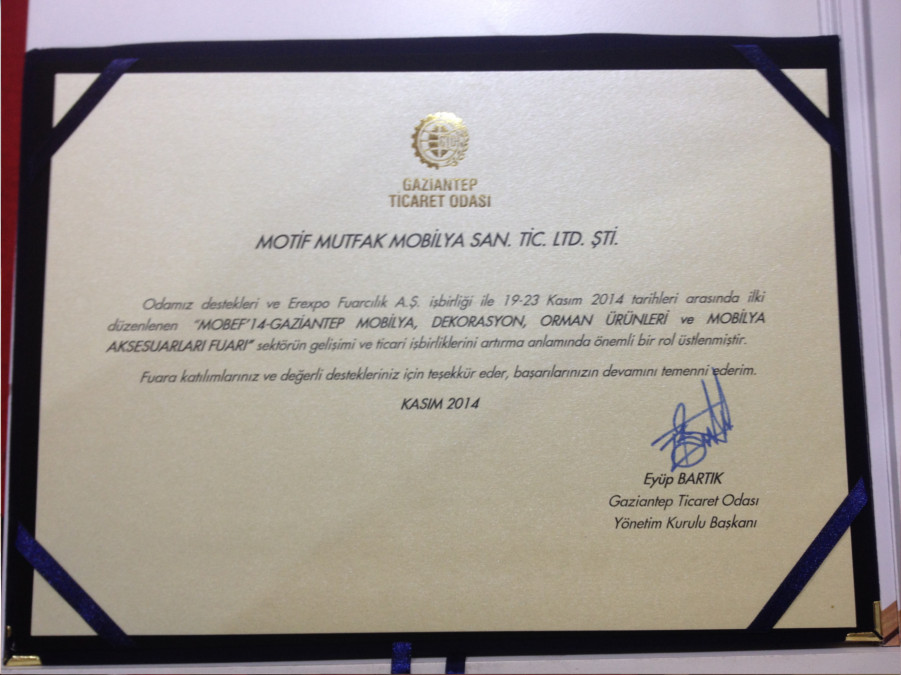 GTO
GAZİANTEP
TİCARET ODASI
MOTİF MUTFAK MOBİLYA SAN. TİC. LTD. ŞTİ.
Odamız destekleri ve Erexpo Fuarcılık A.Ş. işbirliği ile 19-23 Kasım 2014 tarihleri arasında ilki
düzenlenen "MOBEF'14-GAZİANTEP MOBİLYA, DEKORASYON, ORMAN ÜRÜNLERİ ve MOBİLYA
AKSESUARLARI FUARI" sektörün gelişimi ve ticari işbirliklerini artırma anlamında önemli bir rol üstlenmiştir.
Fuara katılımlarınız ve değerli destekleriniz için teşekkür eder, başarılarınızın devamını temenni ederim.
KASIM 2014
Eyüp BARTIK
Gaziantep Ticaret Odası
Yönetim Kurulu Başkanı